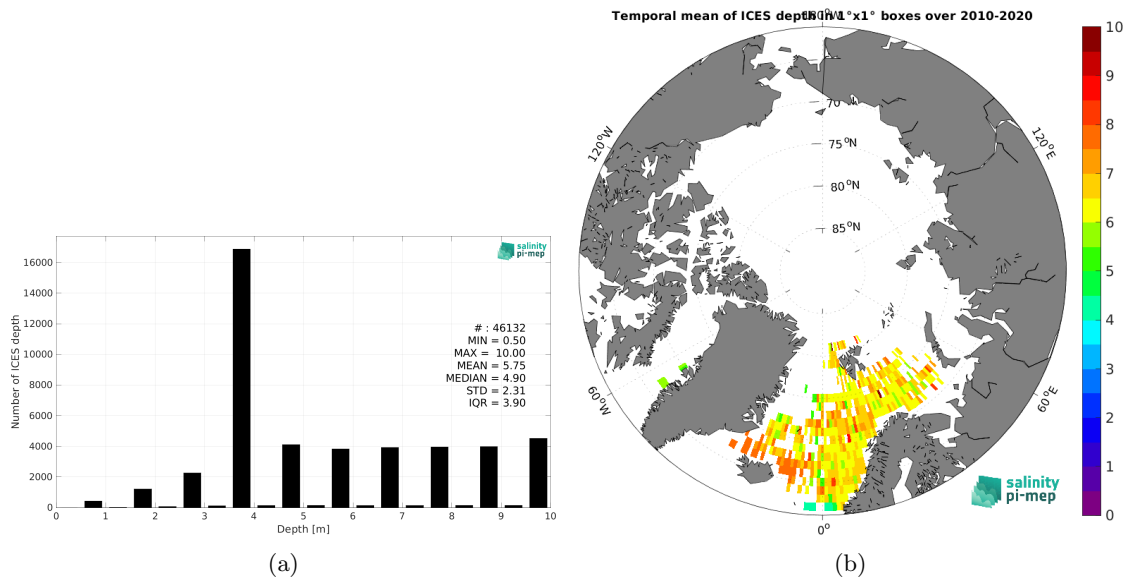 Temporal mean of ICES depth in 1°x1° boxes over 2010-2020
180°W
70
75°N
80°N
85°N
120°W
120°E
60°W
60°E
0°
10
9
8
7
6
5
4
3
2
1
0
salinity
pi-mep
salinity
pi-mep
Number of ICES depth
16000
14000
12000
10000
8000
6000
4000
2000
0
# : 46132
MIN = 0.50
MAX = 10.00
MEAN = 5.75
MEDIAN = 4.90
STD = 2.31
IQR = 3.90
0 1 2 3 4 5 6 7 8 9 10
Depth [m]
(a)
(b)